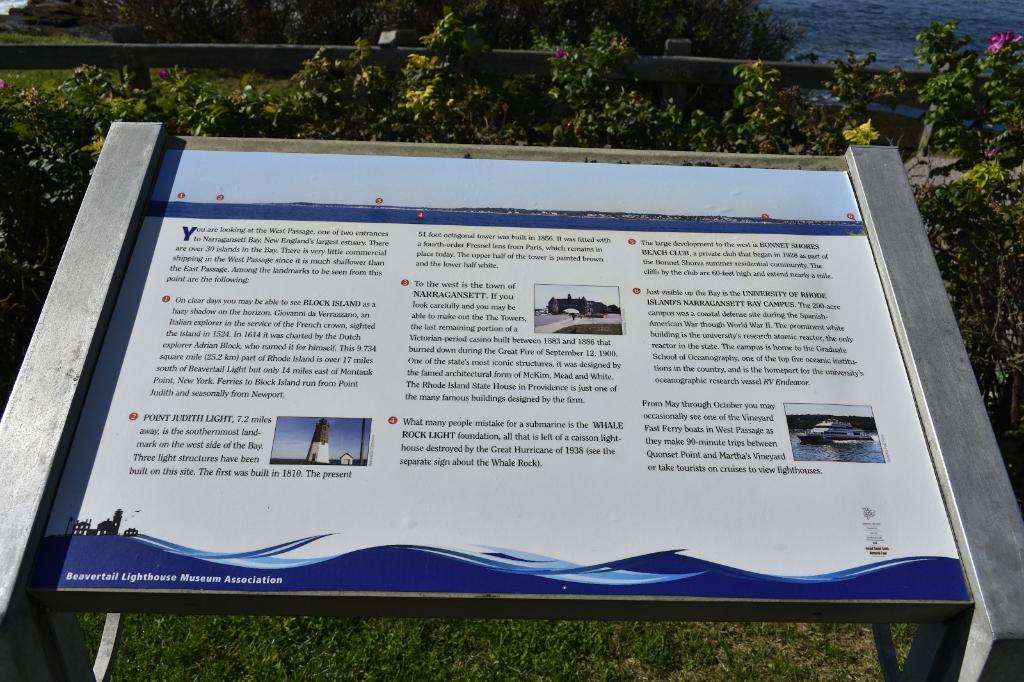 You are looking at the West Passage, one of two entrances
to Narragansett Bay, New England's largest estuary. There
are over 30 islands in the Bay. There is very little commercial
shipping in the West Passage since it is much shallower than
the East Passage. Among the landmarks to be seen from this
point are the following:
1 On clear days you may be able to see BLOCK ISLAND as a
hazy shadow on the horizon. Giovanni da Verrazzano, an
Italian explorer in the service of the French crown, sighted
the island in 1524. In 1614 it was charted by the Dutch
explorer Adrian Block, who named it for himself. This 9.734
square mile (25.2 km) part of Rhode Island is over 17 miles
south of Beavertail Light but only 14 miles east of Montauk
Point, New York. Ferries to Block Island run from Point
Judith and seasonally from Newport.
2 POINT JUDITH LIGHT, 7.2 miles
away, is the southernmost land-
mark on the west side of the Bay.
Three light structures have been
built on this site. The first was built in 1810. The present
51-foot octagonal tower was built in 1856. It was fitted with
a fourth-order Fresnel lens from Paris, which remains in
place today. The upper half of the tower is painted brown
and the lower half white.
3 To the west is the town of
NARRAGANSETT. If you
look carefully and you may be
able to make out the The Towers,
the last remaining portion of a
Victorian-period casino built between 1883 and 1886 that
burned down during the Great Fire of September 12, 1900.
One of the state's most iconic structures, it was designed by
the famed architectural form of McKim, Mead and White.
The Rhode Island State House in Providence is just one of
the many famous buildings designed by the firm.
4 What many people mistake for a submarine is the WHALE
ROCK LIGHT foundation, all that is left of a caisson light-
house destroyed by the Great Hurricane of 1938 (see the
separate sign about the Whale Rock).
5 The large development to the west is BONNET SHORES
BEACH CLUB, a private club that began in 1928 as part of
the Bonnet Shores summer residential community. The
cliffs by the club are 60-feet high and extend nearly a mile.
6 Just visible up the Bay is the UNIVERSITY OF RHODE
ISLAND'S NARRAGANSETT BAY CAMPUS. The 200-acre
campus was a coastal defense site during the Spanish-
American War though World War II. The prominent white
building is the university's research atomic reactor, the only
reactor in the state. The campus is home to the Graduate
School of Oceanography, one of the top five oceanic institu-
tions in the country, and is the homeport for the university's
oceanographic research vessel RV Endeavor.
From May through October you may
occasionally see one of the Vineyard
Fast Ferry boats in West Passage as
they make 90-minute trips between
Quonset Point and Martha's Vineyard
or take tourists on cruises to view lighthouses.
Beavertail Lighthouse Museum Association